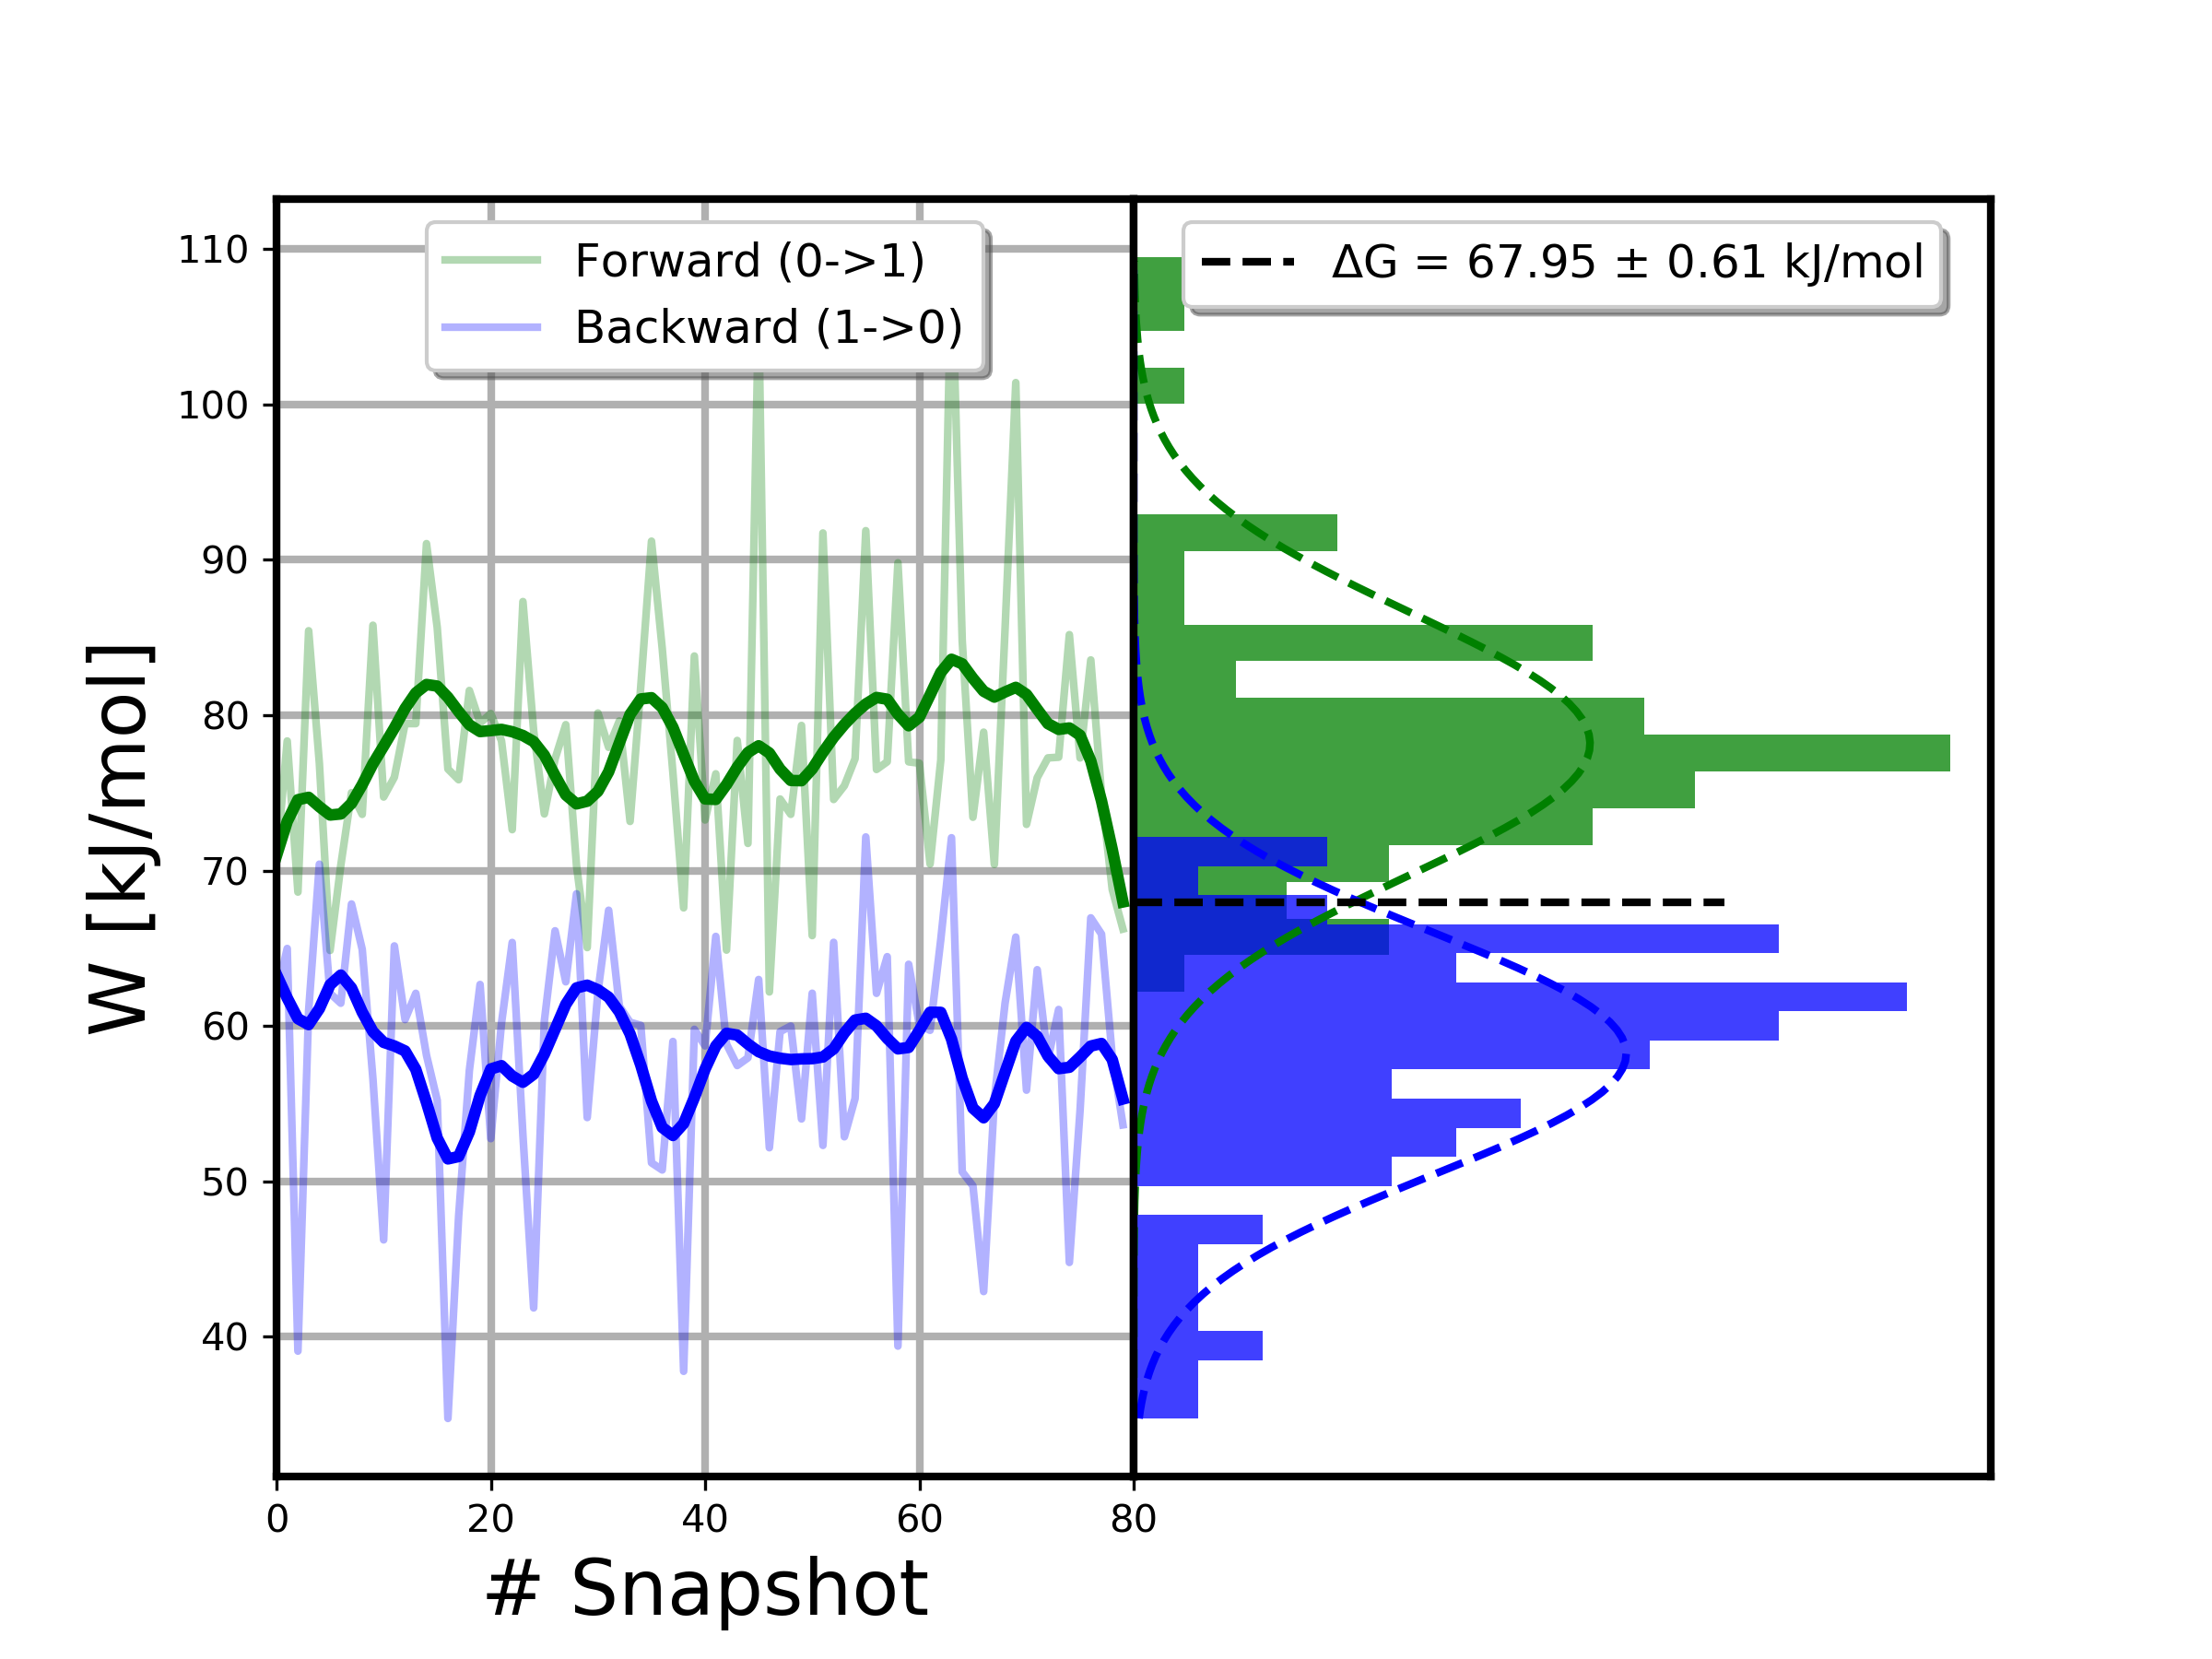 Forward (0->1)
Backward (1->0)
ΔG = 67.95 ± 0.61 kJ/mol
W [kJ/mol]
110
100
90
80
70
60
50
40
0 20 40 60 80
# Snapshot